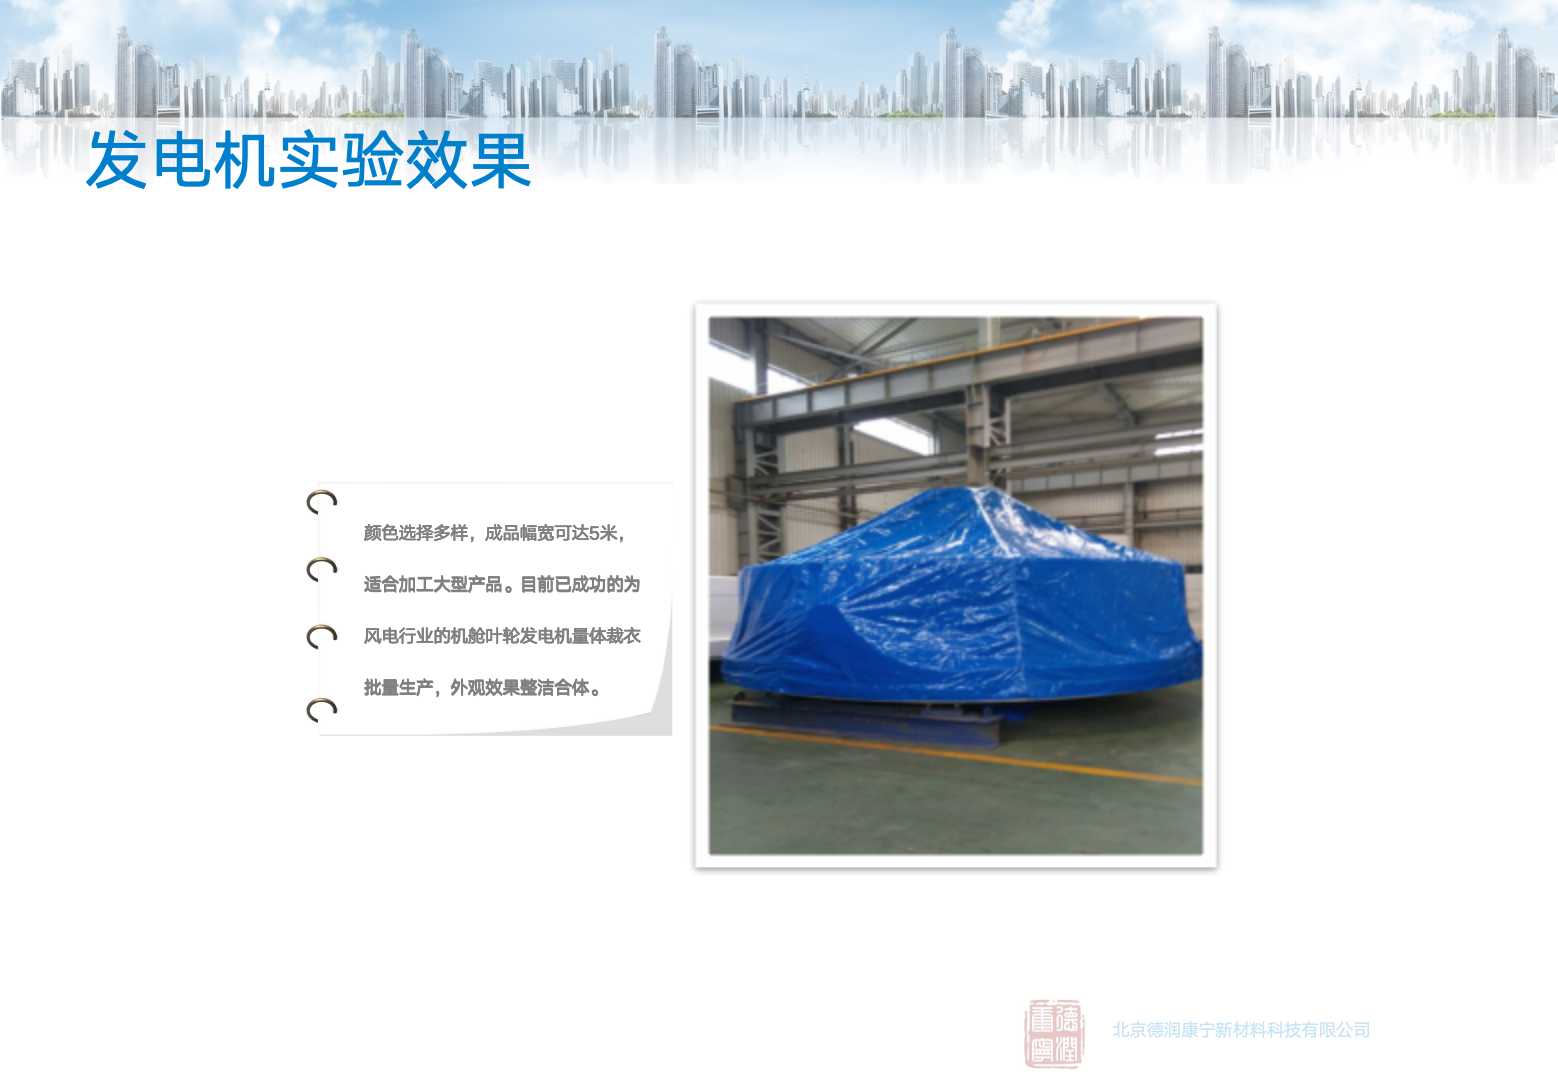 发电机实验效果
颜色选择多样，成品幅宽可达5米，
适合加工大型产品。目前已成功的为
风电行业的机舱叶轮发电机量体裁衣
批量生产，外观效果整洁合体。
北京德润康宁新材料科技有限公司